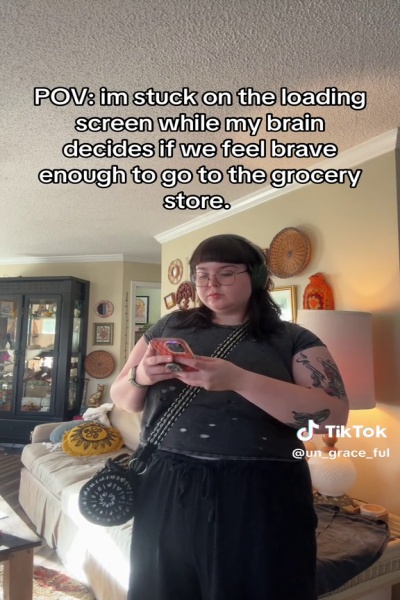 POV: im stuck on the loading
screen while my brain
decides if we feel brave
enough to go to the grocery
store.
TikTok
@un_grace_ful